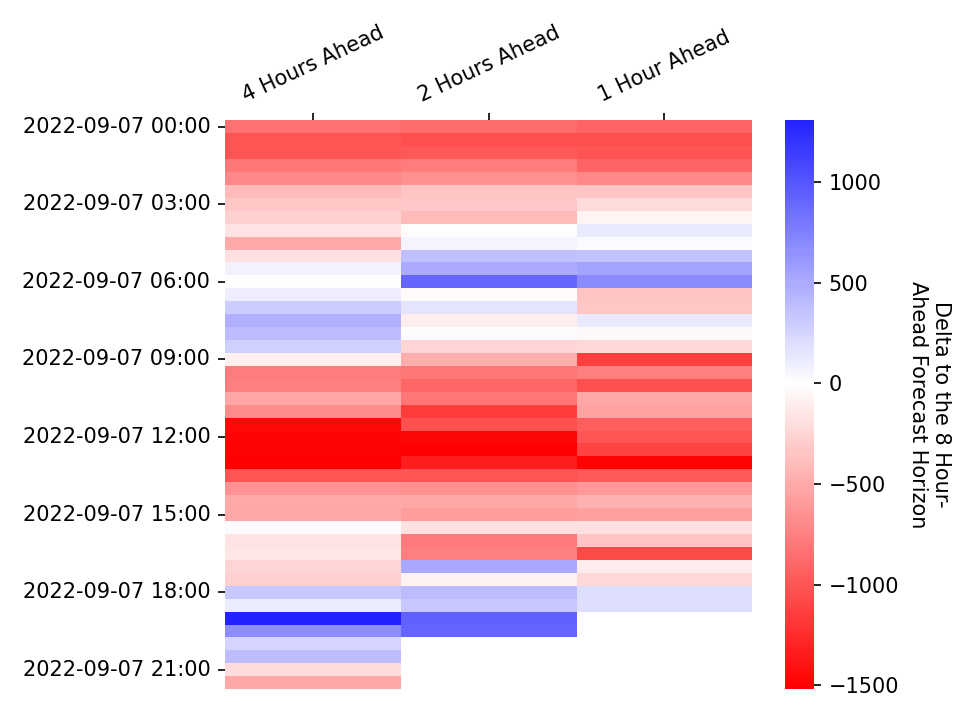 4 Hours Ahead
2 Hours Ahead
1 Hour Ahead
2022-09-07 00:00
2022-09-07 03:00
2022-09-07 06:00
2022-09-07 09:00
2022-09-07 12:00
2022-09-07 15:00
2022-09-07 18:00
2022-09-07 21:00
1000
500
0
−500
−1000
−1500
Delta to the 8 Hour-
Ahead Forecast Horizon